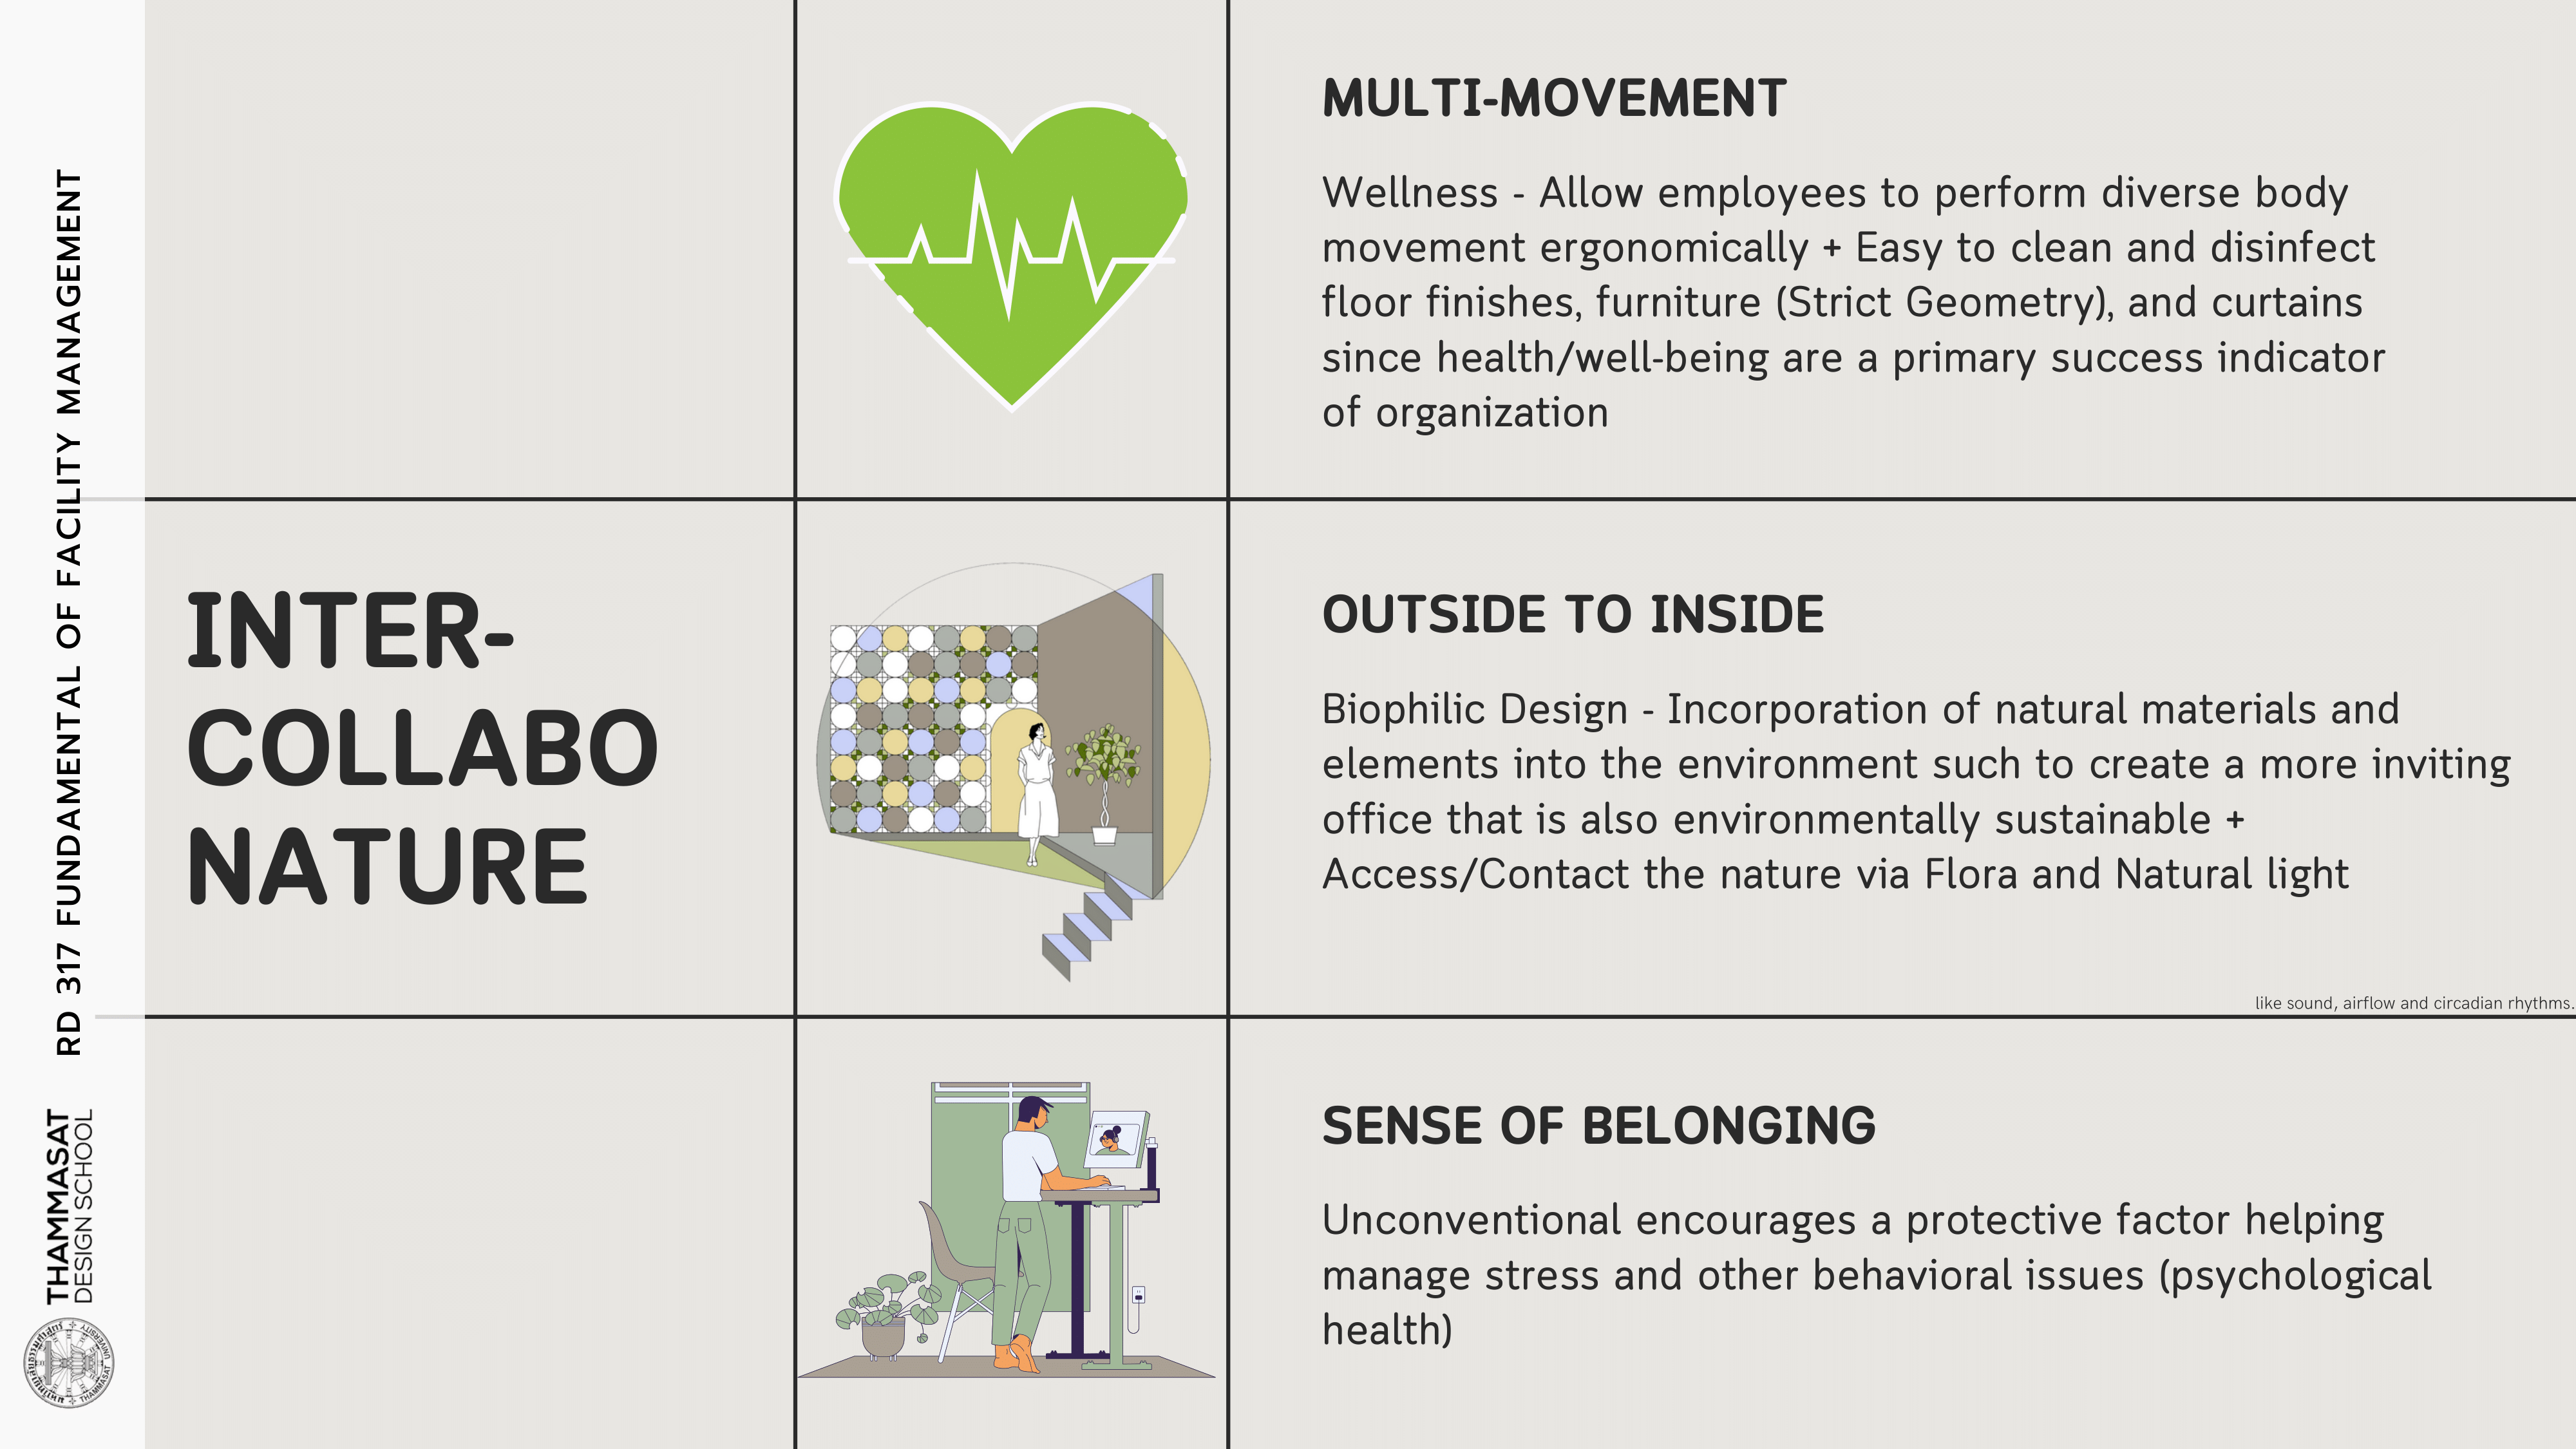 RD 317 FUNDAMENTAL OF FACILITY MANAGEMENT
THAMMASAT
DESIGN SCHOOL
INTER-
COLLABO
NATURE
MULTI-MOVEMENT
Wellness - Allow employees to perform diverse body
movement ergonomically + Easy to clean and disinfect
floor finishes, furniture (Strict Geometry), and curtains
since health/well-being are a primary success indicator
of organization
OUTSIDE TO INSIDE
Biophilic Design - Incorporation of natural materials and
elements into the environment such to create a more inviting
office that is also environmentally sustainable +
Access/Contact the nature via Flora and Natural light
like sound, airflow and circadian rhythms.
SENSE OF BELONGING
Unconventional encourages a protective factor helping
manage stress and other behavioral issues (psychological
health)
THAMMASAT UNIVERSITY